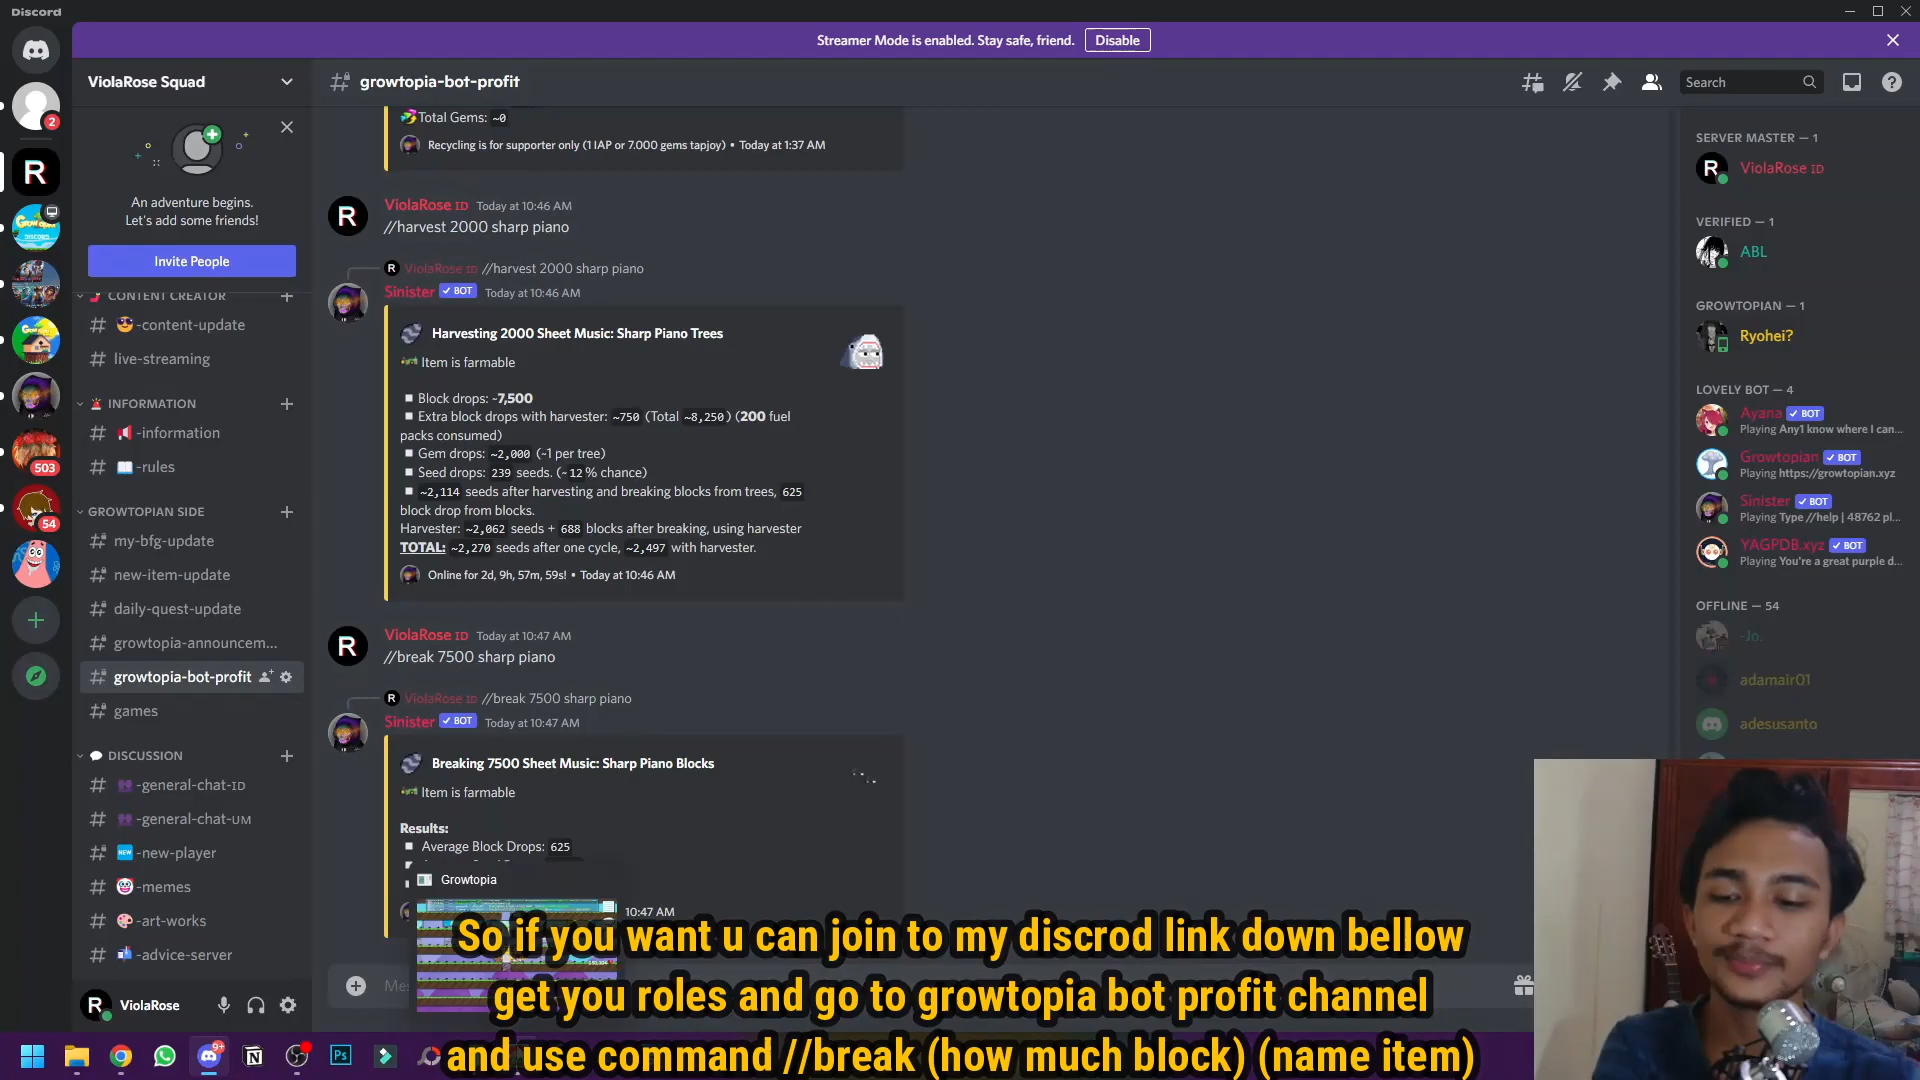 Discord
Streamer Mode is enabled. Stay safe, friend. Disable
ViolaRose Squad
growtopia-bot-profit
Search
2
An adventure begins.
Let's add some friends!
Invite People
CONTENT CREATOR
-content-update
live-streaming
INFORMATION
-information
-rules
GROWTOPIAN SIDE
my-bfg-update
new-item-update
daily-quest-update
growtopia-announcem...
growtopia-bot-profit
games
DISCUSSION
-general-chat-ID
-general-chat-UM
-new-player
-memes
-art-works
-advice-server
503
54
ViolaRose
Total Gems: ~0
Recycling is for supporter only (1 IAP or 7.000 gems tapjoy) • Today at 1:37 AM
ViolaRose ID Today at 10:46 AM
//harvest 2000 sharp piano
ViolaRose ID //harvest 2000 sharp piano
Sinister BOT Today at 10:46 AM
Harvesting 2000 Sheet Music: Sharp Piano Trees
Item is farmable
Block drops: ~7,500
Extra block drops with harvester: ~750 (Total ~8,250) (200 fuel
packs consumed)
Gem drops: ~2,000 (~1 per tree)
Seed drops: 239 seeds. (~12% chance)
~2,114 seeds after harvesting and breaking blocks from trees, 625
block drop from blocks.
Harvester: ~2,062 seeds + 688 blocks after breaking, using harvester
TOTAL: ~2,270 seeds after one cycle, ~2,497 with harvester.
Online for 2d, 9h, 57m, 59s! • Today at 10:46 AM
ViolaRose ID Today at 10:47 AM
//break 7500 sharp piano
ViolaRose ID //break 7500 sharp piano
Sinister BOT Today at 10:47 AM
Breaking 7500 Sheet Music: Sharp Piano Blocks
Item is farmable
Results:
Average Block Drops: 625
Growtopia
10:47 AM
So if you want u can join to my discrod link down bellow
get you roles and go to growtopia bot profit channel
and use command //break (how much block) (name item)
SERVER MASTER — 1
ViolaRose ID
VERIFIED — 1
ABL
GROWTOPIAN — 1
Ryohei?
LOVELY BOT — 4
Ayana BOT
Playing Any1 know where I can...
Growtopian BOT
Playing https://growtopian.xyz
Sinister BOT
Playing Type //help | 48762 pl...
YAGPDB.xyz BOT
Playing You're a great purple d...
OFFLINE — 54
-Jo.
adamair01
adesusanto
9+
Ps